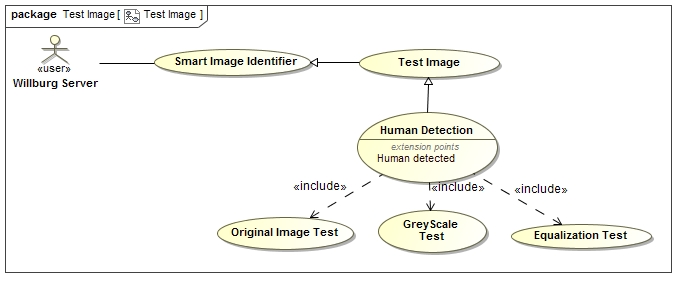 package Test Image [ Test Image ]
«user»
Willburg Server
Smart Image Identifier
Test Image
Human Detection
extension points
Human detected
«include»
«include»
«include»
Original Image Test
GreyScale
Test
Equalization Test